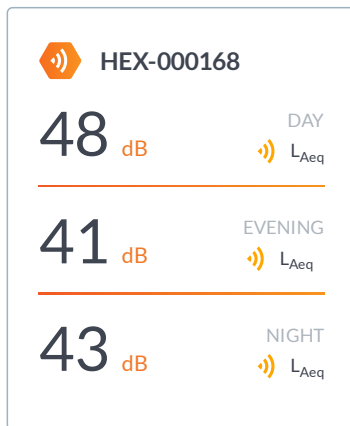 HEX-000168
DAY
48 dB LAeq
EVENING
41 dB LAeq
NIGHT
43 dB LAeq